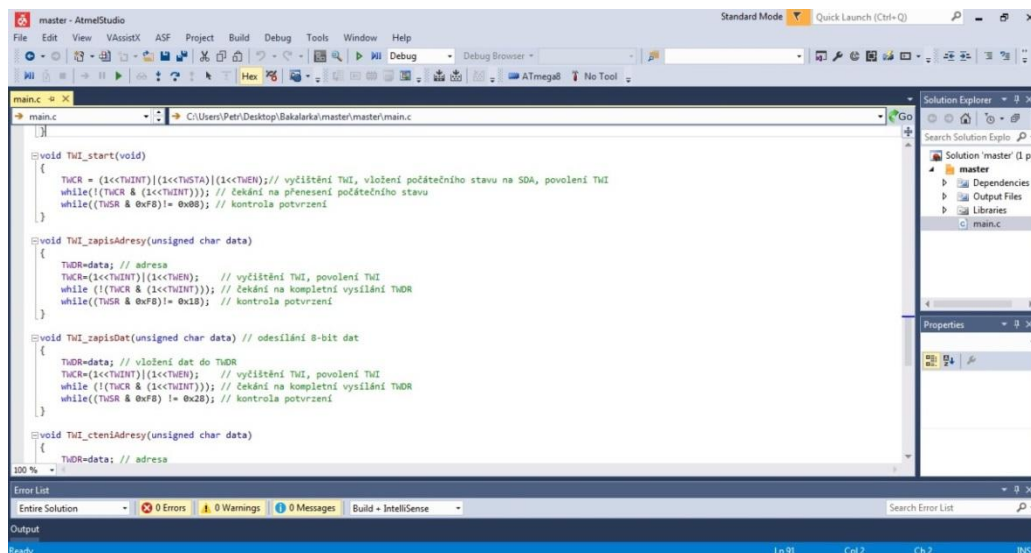 master - AtmelStudio
Standard Mode
Quick Launch (Ctrl+Q)
File Edit View VAssistX ASF Project Build Debug Tools Window Help
Debug
Debug Browser
Hex
ATmega8
No Tool
main.c
main.c
C:\Users\Petr\Desktop\Bakalarka\master\master\main.c
Go
}
void TWI_start(void)
{
TWCR = (1<<TWINT)|(1<<TWSTA)|(1<<TWEN);// vyčištění TWI, vložení počátečního stavu na SDA, povolení TWI
while(!(TWCR & (1<<TWINT))); // čekání na přenesení počátečního stavu
while((TWSR & 0xF8)!= 0x08); // kontrola potvrzení
}
void TWI_zapisAdresy(unsigned char data)
{
TWDR=data; // adresa
TWCR=(1<<TWINT)|(1<<TWEN); // vyčištění TWI, povolení TWI
while (!(TWCR & (1<<TWINT))); // čekání na kompletní vysílání TWDR
while((TWSR & 0xF8)!= 0x18); // kontrola potvrzení
}
void TWI_zapisDat(unsigned char data) // odesílání 8-bit dat
{
TWDR=data; // vložení dat do TWDR
TWCR=(1<<TWINT)|(1<<TWEN); // vyčištění TWI, povolení TWI
while (!(TWCR & (1<<TWINT))); // čekání na kompletní vysílání TWDR
while((TWSR & 0xF8) != 0x28); // kontrola potvrzení
}
void TWI_cteniAdresy(unsigned char data)
{
TWDR=data; // adresa
100 %
Solution Explorer
Search Solution Explo
Solution 'master' (1 p
master
Dependencies
Output Files
Libraries
main.c
Properties
Error List
Entire Solution
0 Errors
0 Warnings
0 Messages
Build + IntelliSense
Search Error List
Output
Ready
Ln 91
Col 2
Ch 2
INS